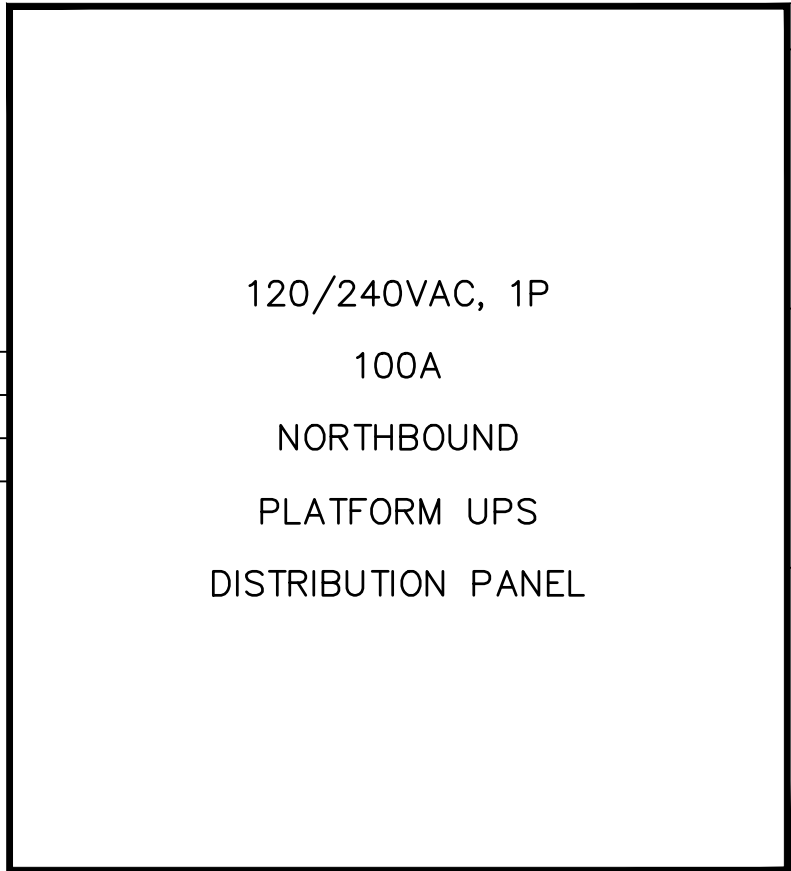 120/240VAC, 1P
100A
NORTHBOUND
PLATFORM UPS
DISTRIBUTION PANEL